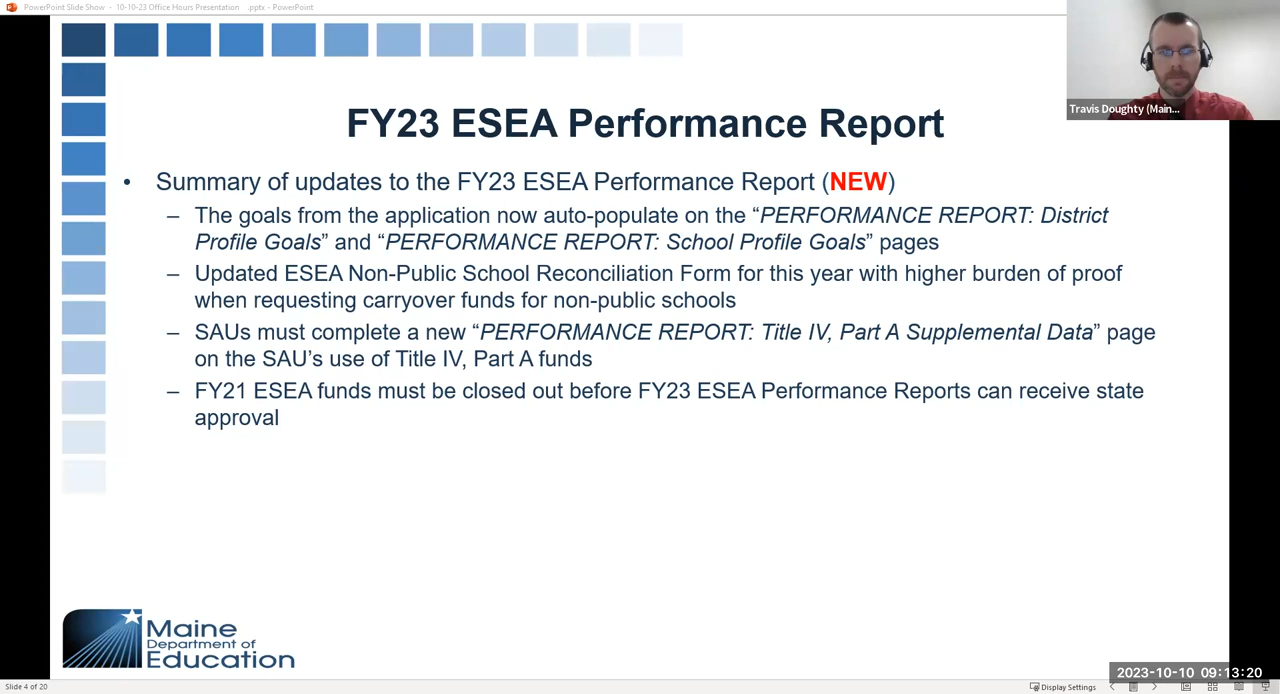 PowerPoint Slide Show - 10-10-23 Office Hours Presentation .pptx - PowerPoint
Travis Doughty (Main...
FY23 ESEA Performance Report
• Summary of updates to the FY23 ESEA Performance Report (NEW)
– The goals from the application now auto-populate on the “PERFORMANCE REPORT: District
Profile Goals” and “PERFORMANCE REPORT: School Profile Goals” pages
– Updated ESEA Non-Public School Reconciliation Form for this year with higher burden of proof
when requesting carryover funds for non-public schools
– SAUs must complete a new “PERFORMANCE REPORT: Title IV, Part A Supplemental Data” page
on the SAU’s use of Title IV, Part A funds
– FY21 ESEA funds must be closed out before FY23 ESEA Performance Reports can receive state
approval
Maine
Department of
Education
2023-10-10 09:13:20
Slide 4 of 20
Display Settings